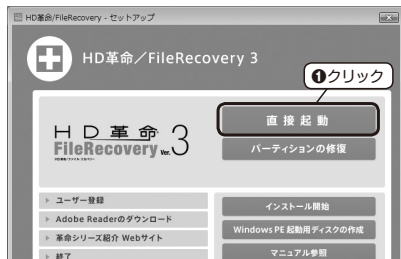 HD革命/FileRecovery - セットアップ
HD革命／FileRecovery 3
❶クリック
HD革命 3
FileRecovery Ver.
直接起動
パーティションの修復
ユーザー登録
Adobe Readerのダウンロード
革命シリーズ紹介 Webサイト
終了
インストール開始
Windows PE 起動用ディスクの作成
マニュアル参照